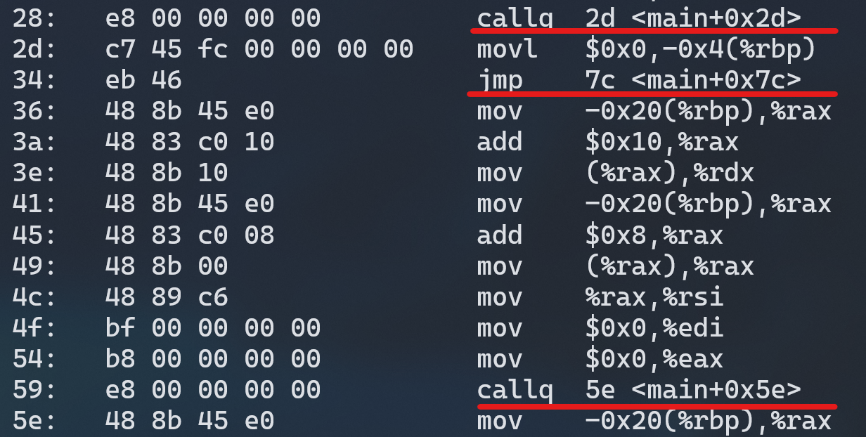 28: e8 00 00 00 00 callq 2d <main+0x2d>
2d: c7 45 fc 00 00 00 00 movl $0x0,-0x4(%rbp)
34: eb 46 jmp 7c <main+0x7c>
36: 48 8b 45 e0 mov -0x20(%rbp),%rax
3a: 48 83 c0 10 add $0x10,%rax
3e: 48 8b 10 mov (%rax),%rdx
41: 48 8b 45 e0 mov -0x20(%rbp),%rax
45: 48 83 c0 08 add $0x8,%rax
49: 48 8b 00 mov (%rax),%rax
4c: 48 89 c6 mov %rax,%rsi
4f: bf 00 00 00 00 mov $0x0,%edi
54: b8 00 00 00 00 mov $0x0,%eax
59: e8 00 00 00 00 callq 5e <main+0x5e>
5e: 48 8b 45 e0 mov -0x20(%rbp),%rax